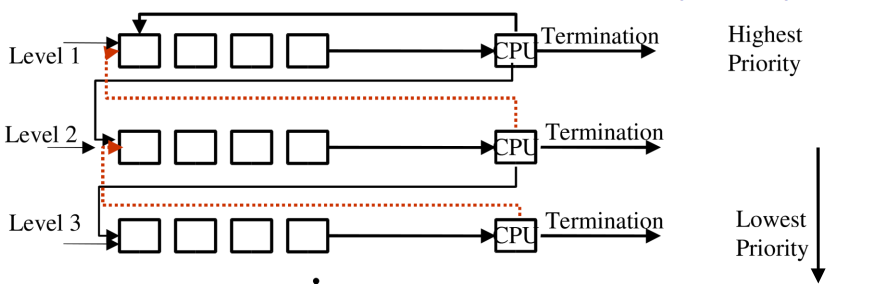 Termination
Highest
Level 1
CPU
Priority
Level 2
Termination
CPU
Level 3
Termination
Lowest
CPU
Priority